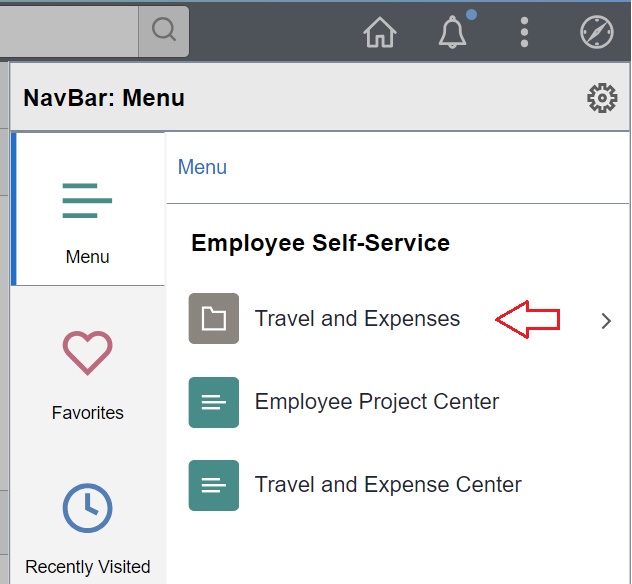 NavBar: Menu
Menu
Menu
Employee Self-Service
Travel and Expenses
Favorites
Employee Project Center
Travel and Expense Center
Recently Visited